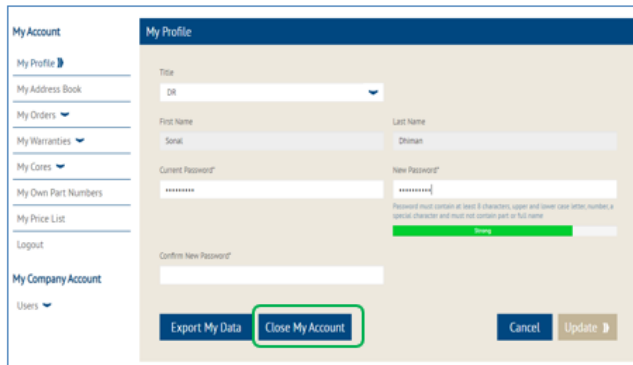 My Account
My Profile
My Address Book
My Orders
My Warranties
My Cores
My Own Part Numbers
My Price List
Logout
My Company Account
Users
My Profile
Title
DR
First Name
Last Name
Sonal
Dhiman
Current Password*
New Password*
•••••••••
••••••••••
Password must contain at least 8 characters, upper and lower case letter, number, a
special character and must not contain part or full name
Strong
Confirm New Password*
Export My Data
Close My Account
Cancel
Update